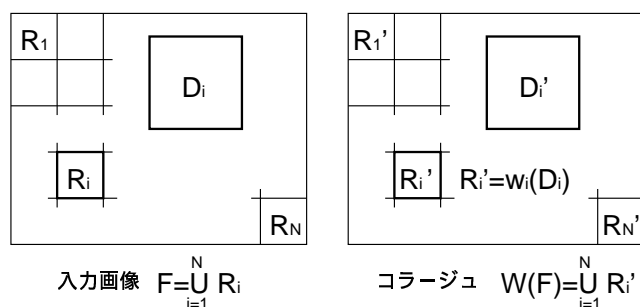 R1
Di
Ri
RN
入力画像 F=∪ Ri
N
i=1
R1'
Di'
Ri' Ri'=wi(Di)
RN'
コラージュ W(F)=∪ Ri'
N
i=1